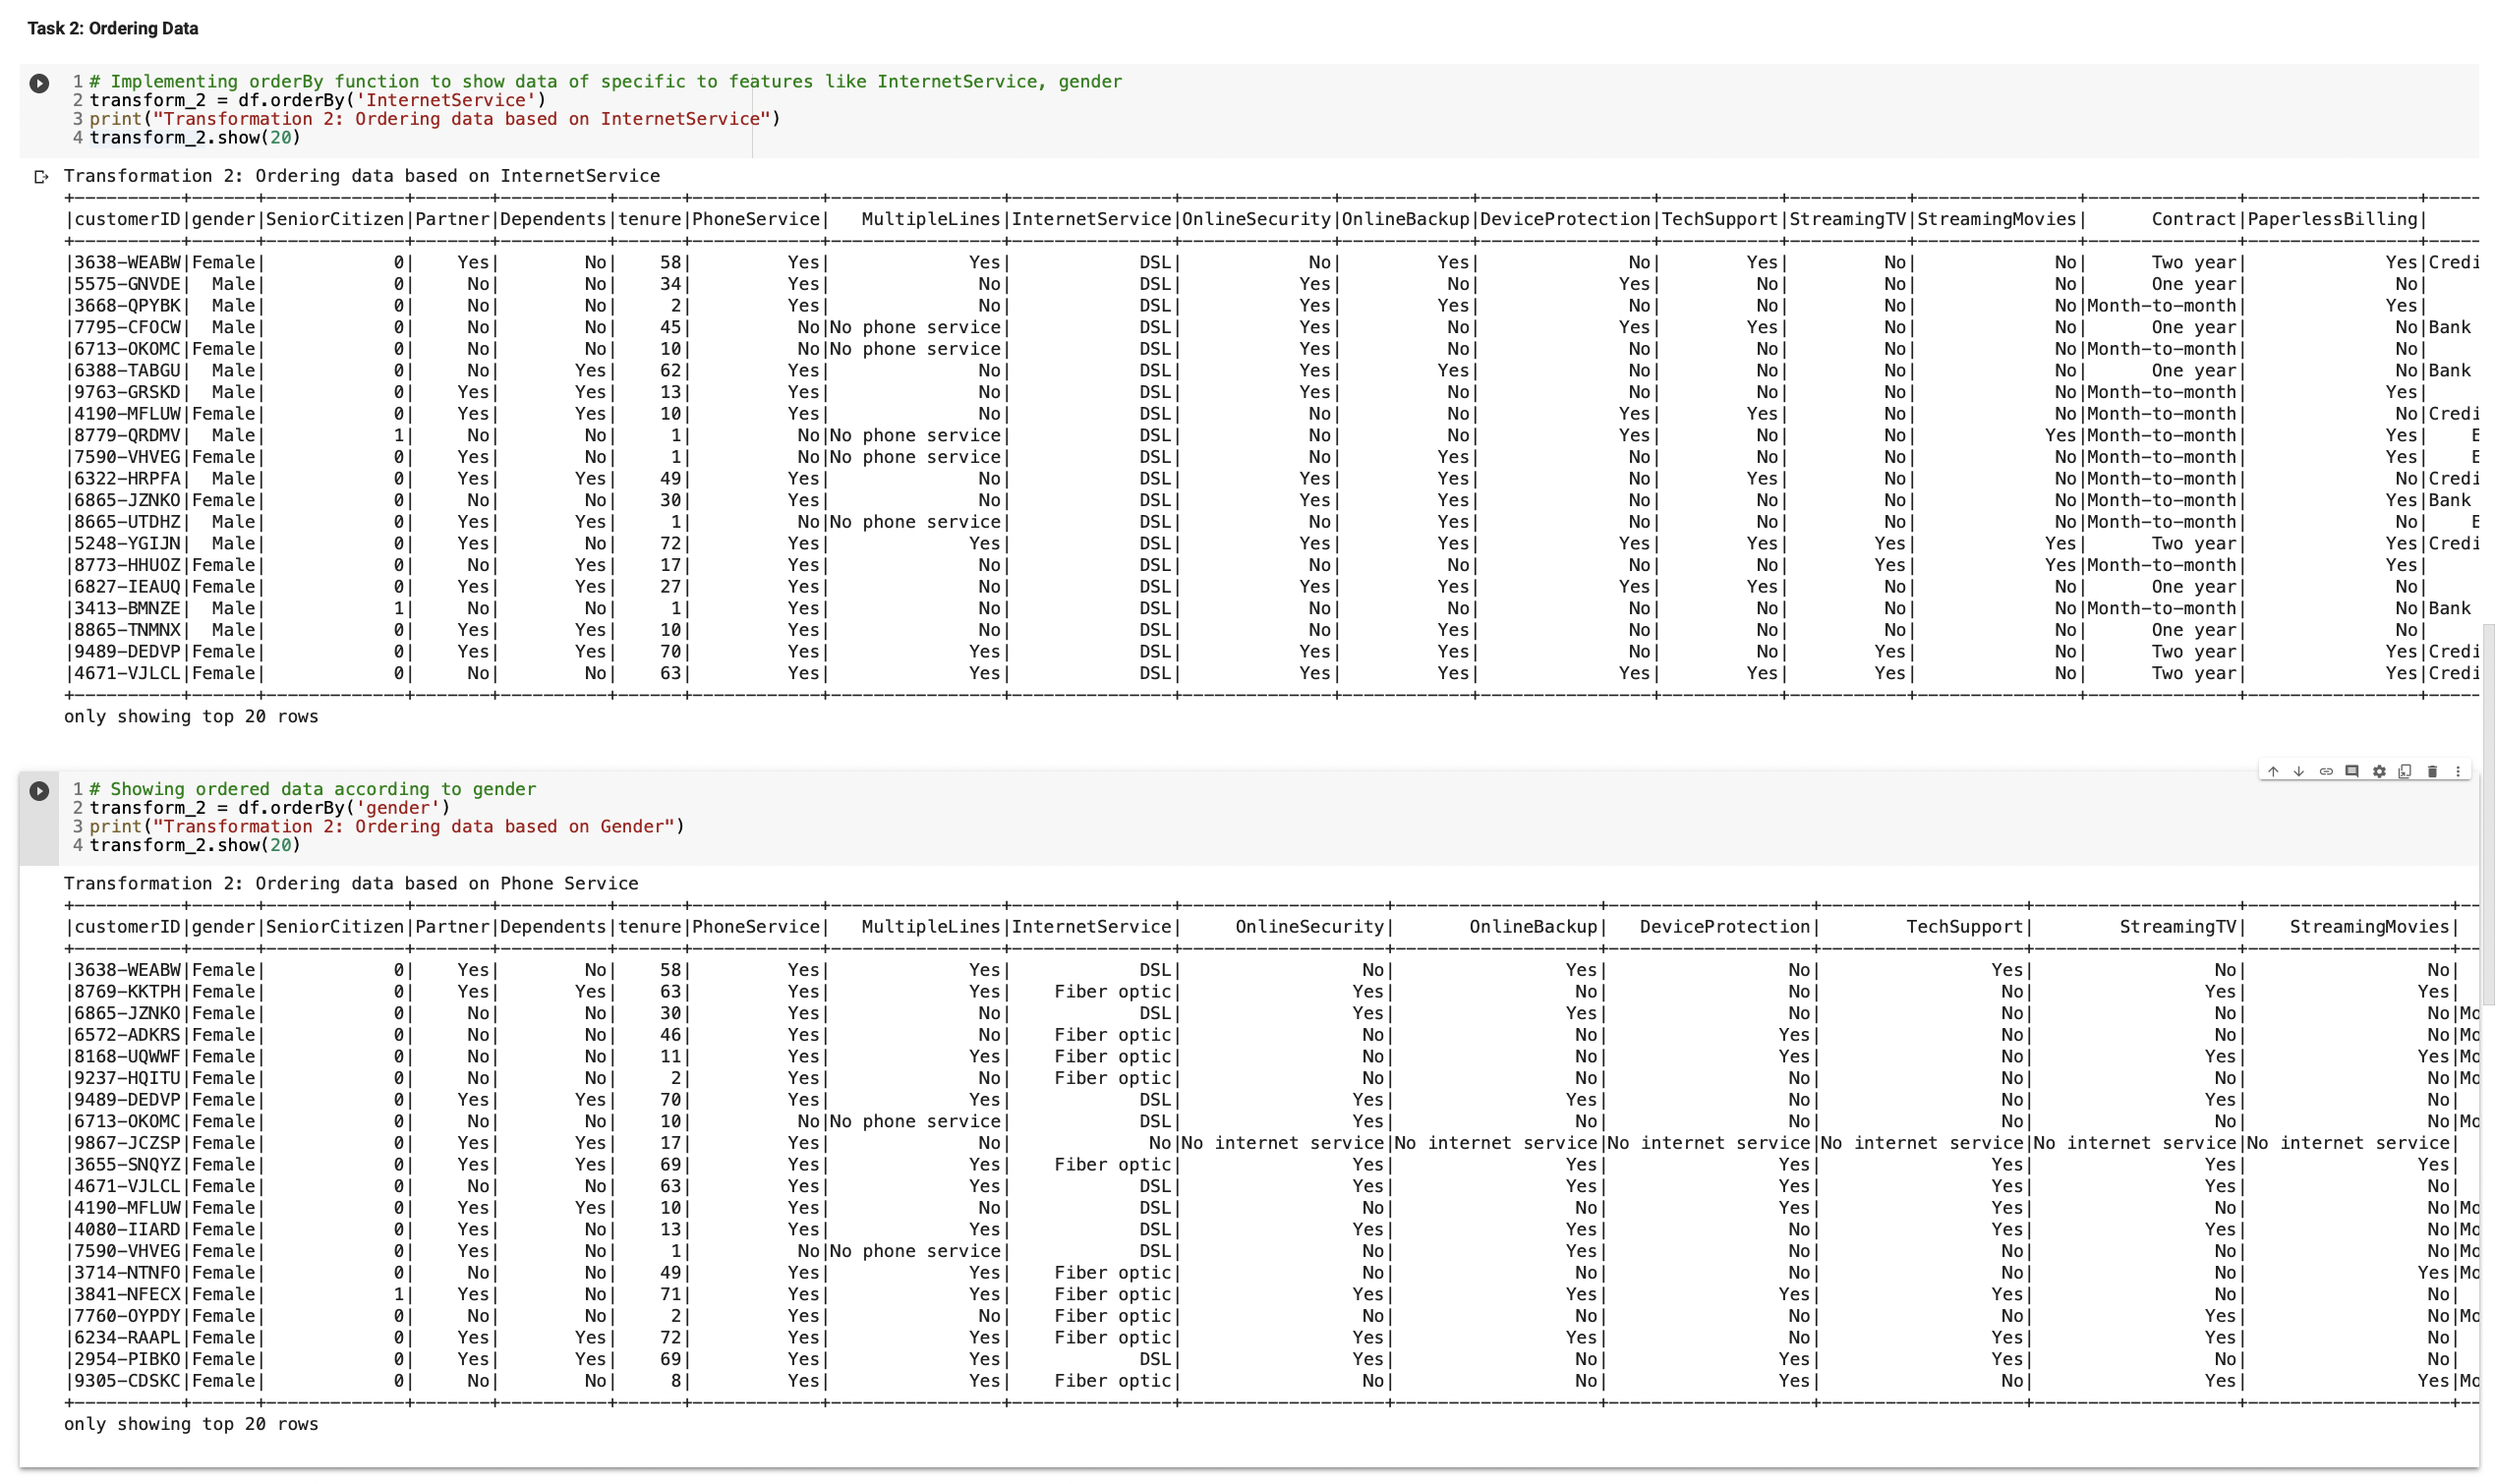 Task 2: Ordering Data
1 # Implementing orderBy function to show data of specific to features like InternetService, gender
2 transform_2 = df.orderBy('InternetService')
3 print("Transformation 2: Ordering data based on InternetService")
4 transform_2.show(20)
Transformation 2: Ordering data based on InternetService
|customerID|gender|SeniorCitizen|Partner|Dependents|tenure|PhoneService|   MultipleLines|InternetService|OnlineSecurity|OnlineBackup|DeviceProtection|TechSupport|StreamingTV|StreamingMovies|      Contract|PaperlessBilling|
|3638-WEABW|Female| 0| Yes| No| 58| Yes| Yes| DSL| No| Yes| No| Yes| No| No| Two year| Yes|Credi
|5575-GNVDE| Male| 0| No| No| 34| Yes| No| DSL| Yes| No| Yes| No| No| No| One year| No|
|3668-QPYBK| Male| 0| No| No| 2| Yes| No| DSL| Yes| Yes| No| No| No| No|Month-to-month| Yes|
|7795-CFOCW| Male| 0| No| No| 45| No|No phone service| DSL| Yes| No| Yes| Yes| No| No| One year| No|Bank
|6713-OKOMC|Female| 0| No| No| 10| No|No phone service| DSL| Yes| No| No| No| No| No|Month-to-month| No|
|6388-TABGU| Male| 0| No| Yes| 62| Yes| No| DSL| Yes| Yes| No| No| No| No| One year| No|Bank
|9763-GRSKD| Male| 0| Yes| Yes| 13| Yes| No| DSL| Yes| No| No| No| No| No|Month-to-month| Yes|
|4190-MFLUW|Female| 0| Yes| Yes| 10| Yes| No| DSL| No| No| Yes| Yes| No| No|Month-to-month| No|Credi
|8779-QRDMV| Male| 1| No| No| 1| No|No phone service| DSL| No| No| Yes| No| No| Yes|Month-to-month| Yes| E
|7590-VHVEG|Female| 0| Yes| No| 1| No|No phone service| DSL| No| Yes| No| No| No| No|Month-to-month| Yes| E
|6322-HRPFA| Male| 0| Yes| Yes| 49| Yes| No| DSL| Yes| Yes| No| Yes| No| No|Month-to-month| No|Credi
|6865-JZNKO|Female| 0| No| No| 30| Yes| No| DSL| Yes| Yes| No| No| No| No|Month-to-month| Yes|Bank
|8665-UTDHZ| Male| 0| Yes| Yes| 1| No|No phone service| DSL| No| Yes| No| No| No| No|Month-to-month| No| E
|5248-YGIJN| Male| 0| Yes| No| 72| Yes| Yes| DSL| Yes| Yes| Yes| Yes| Yes| Yes| Two year| Yes|Credi
|8773-HHUOZ|Female| 0| No| Yes| 17| Yes| No| DSL| No| No| No| No| Yes| Yes|Month-to-month| Yes|
|6827-IEAUQ|Female| 0| Yes| Yes| 27| Yes| No| DSL| Yes| Yes| Yes| Yes| No| No| One year| No|
|3413-BMNZE| Male| 1| No| No| 1| Yes| No| DSL| No| No| No| No| No| No|Month-to-month| No|Bank
|8865-TNMNX| Male| 0| Yes| Yes| 10| Yes| No| DSL| No| Yes| No| No| No| No| One year| No|
|9489-DEDVP|Female| 0| Yes| Yes| 70| Yes| Yes| DSL| Yes| Yes| No| No| Yes| No| Two year| Yes|Credi
|4671-VJLCL|Female| 0| No| No| 63| Yes| Yes| DSL| Yes| Yes| Yes| Yes| Yes| No| Two year| Yes|Credi
only showing top 20 rows
1 # Showing ordered data according to gender
2 transform_2 = df.orderBy('gender')
3 print("Transformation 2: Ordering data based on Gender")
4 transform_2.show(20)
Transformation 2: Ordering data based on Phone Service
|customerID|gender|SeniorCitizen|Partner|Dependents|tenure|PhoneService|   MultipleLines|InternetService|     OnlineSecurity|       OnlineBackup|   DeviceProtection|        TechSupport|        StreamingTV|    StreamingMovies|
|3638-WEABW|Female| 0| Yes| No| 58| Yes| Yes| DSL| No| Yes| No| Yes| No| No|
|8769-KKTPH|Female| 0| Yes| Yes| 63| Yes| Yes| Fiber optic| Yes| No| No| No| Yes| Yes|
|6865-JZNKO|Female| 0| No| No| 30| Yes| No| DSL| Yes| Yes| No| No| No| No|Mo
|6572-ADKRS|Female| 0| No| No| 46| Yes| No| Fiber optic| No| No| Yes| No| No| No|Mo
|8168-UQWWF|Female| 0| No| No| 11| Yes| Yes| Fiber optic| No| No| Yes| No| Yes| Yes|Mo
|9237-HQITU|Female| 0| No| No| 2| Yes| No| Fiber optic| No| No| No| No| No| No|Mo
|9489-DEDVP|Female| 0| Yes| Yes| 70| Yes| Yes| DSL| Yes| Yes| No| No| Yes| No|
|6713-OKOMC|Female| 0| No| No| 10| No|No phone service| DSL| Yes| No| No| No| No| No|Mo
|9867-JCZSP|Female| 0| Yes| Yes| 17| Yes| No| No|No internet service|No internet service|No internet service|No internet service|No internet service|No internet service|
|3655-SNQYZ|Female| 0| Yes| Yes| 69| Yes| Yes| Fiber optic| Yes| Yes| Yes| Yes| Yes| Yes|
|4671-VJLCL|Female| 0| No| No| 63| Yes| Yes| DSL| Yes| Yes| Yes| Yes| Yes| No|
|4190-MFLUW|Female| 0| Yes| Yes| 10| Yes| No| DSL| No| No| Yes| Yes| No| No|Mo
|4080-IIARD|Female| 0| Yes| No| 13| Yes| Yes| DSL| Yes| Yes| No| Yes| Yes| No|Mo
|7590-VHVEG|Female| 0| Yes| No| 1| No|No phone service| DSL| No| Yes| No| No| No| No|Mo
|3714-NTNFO|Female| 0| No| No| 49| Yes| Yes| Fiber optic| No| No| No| No| No| Yes|Mo
|3841-NFECX|Female| 1| Yes| No| 71| Yes| Yes| Fiber optic| Yes| Yes| Yes| Yes| No| No|
|7760-OYPDY|Female| 0| No| No| 2| Yes| No| Fiber optic| No| No| No| No| Yes| No|Mo
|6234-RAAPL|Female| 0| Yes| Yes| 72| Yes| Yes| Fiber optic| Yes| Yes| No| Yes| Yes| No|
|2954-PIBKO|Female| 0| Yes| Yes| 69| Yes| Yes| DSL| Yes| No| Yes| Yes| No| No|
|9305-CDSKC|Female| 0| No| No| 8| Yes| Yes| Fiber optic| No| No| Yes| No| Yes| Yes|Mo
only showing top 20 rows